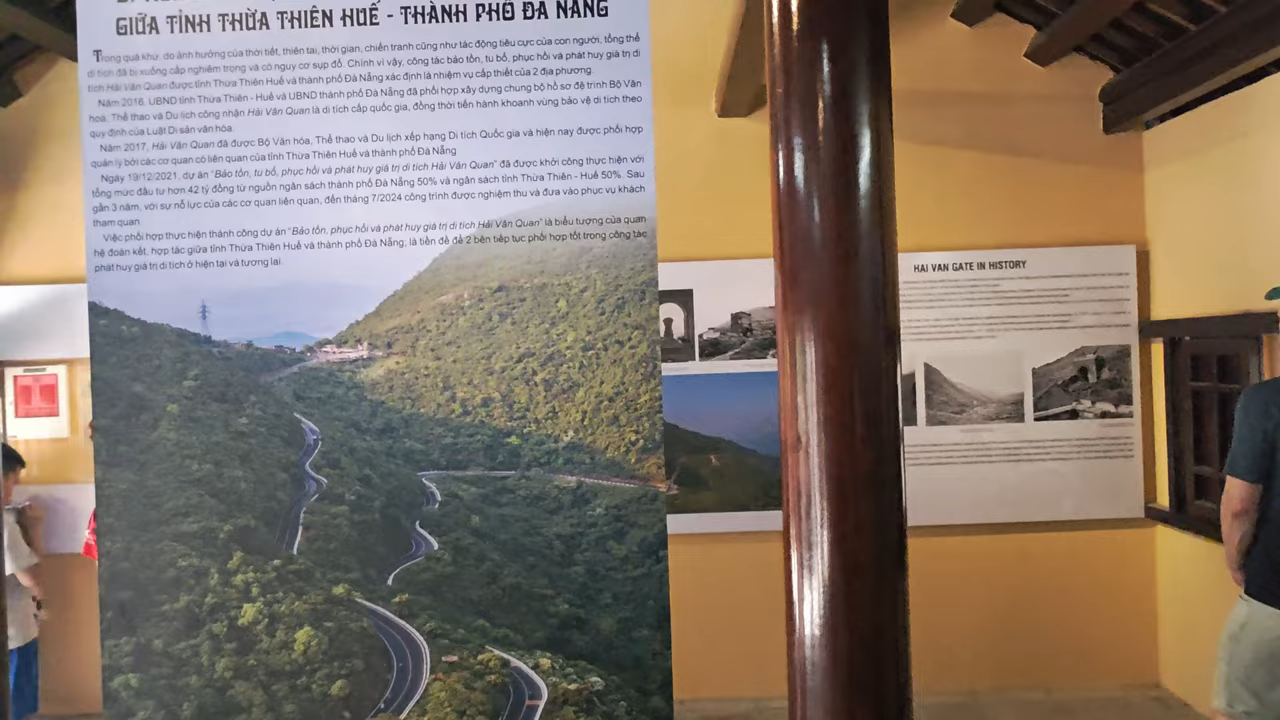 GIỮA TỈNH THỪA THIÊN HUẾ - THÀNH PHỐ ĐÀ NẴNG
Trong quá khứ, do ảnh hưởng của thời tiết, thiên tai, thời gian, chiến tranh cũng như tác động tiêu cực của con người, tổng thể
di tích đã bị xuống cấp nghiêm trọng và có nguy cơ sụp đổ. Chính vì vậy, công tác bảo tồn, tu bổ, phục hồi và phát huy giá trị di
tích Hải Vân Quan được tỉnh Thừa Thiên Huế và thành phố Đà Nẵng xác định là nhiệm vụ cấp thiết của 2 địa phương.
Năm 2016, UBND tỉnh Thừa Thiên - Huế và UBND thành phố Đà Nẵng đã phối hợp xây dựng chung bộ hồ sơ đệ trình Bộ Văn
hoá, Thể thao và Du lịch công nhận Hải Vân Quan là di tích cấp quốc gia, đồng thời tiến hành khoanh vùng bảo vệ di tích theo
quy định của Luật Di sản văn hóa.
Năm 2017, Hải Vân Quan đã được Bộ Văn hóa, Thể thao và Du lịch xếp hạng Di tích Quốc gia và hiện nay được phối hợp
quản lý bởi các cơ quan có liên quan của tỉnh Thừa Thiên Huế và thành phố Đà Nẵng
Ngày 19/12/2021, dự án "Bảo tồn, tu bổ, phục hồi và phát huy giá trị di tích Hải Vân Quan" đã được khởi công thực hiện với
tổng mức đầu tư hơn 42 tỷ đồng từ nguồn ngân sách thành phố Đà Nẵng 50% và ngân sách tỉnh Thừa Thiên - Huế 50%. Sau
gần 3 năm, với sự nỗ lực của các cơ quan liên quan, đến tháng 7/2024 công trình được nghiệm thu và đưa vào phục vụ khách
tham quan.
Việc phối hợp thực hiện thành công dự án "Bảo tồn, phục hồi và phát huy giá trị di tích Hải Vân Quan" là biểu tượng của quan
hệ đoàn kết, hợp tác giữa tỉnh Thừa Thiên Huế và thành phố Đà Nẵng, là tiền đề để 2 bên tiếp tục phối hợp tốt trong công tác
phát huy giá trị di tích ở hiện tại và tương lai.
HAI VAN GATE IN HISTORY